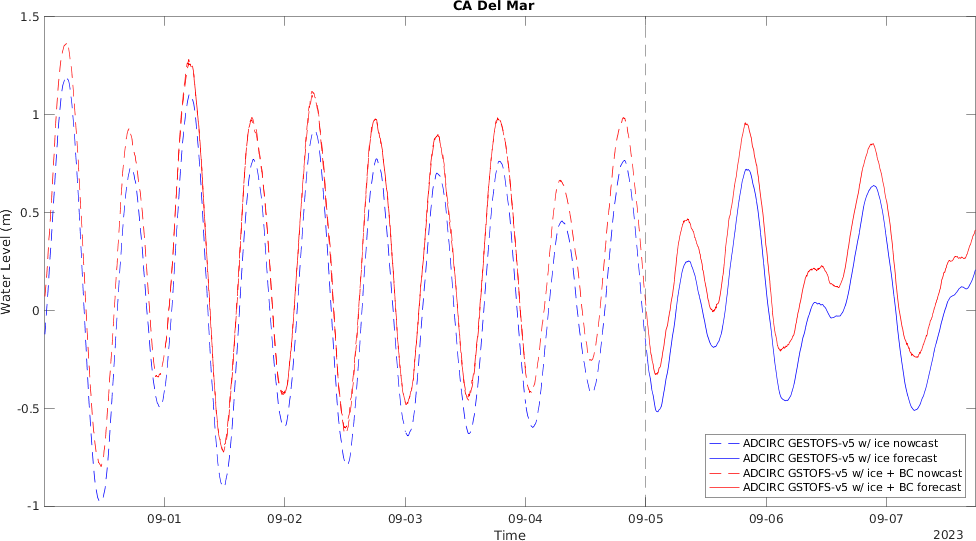 CA Del Mar
1.5
1
0.5
0
-0.5
-1
Water Level (m)
09-01
09-02
09-03
09-04
09-05
09-06
09-07
Time
2023
ADCIRC GESTOFS-v5 w/ ice nowcast
ADCIRC GESTOFS-v5 w/ ice forecast
ADCIRC GSTOFS-v5 w/ ice + BC nowcast
ADCIRC GSTOFS-v5 w/ ice + BC forecast